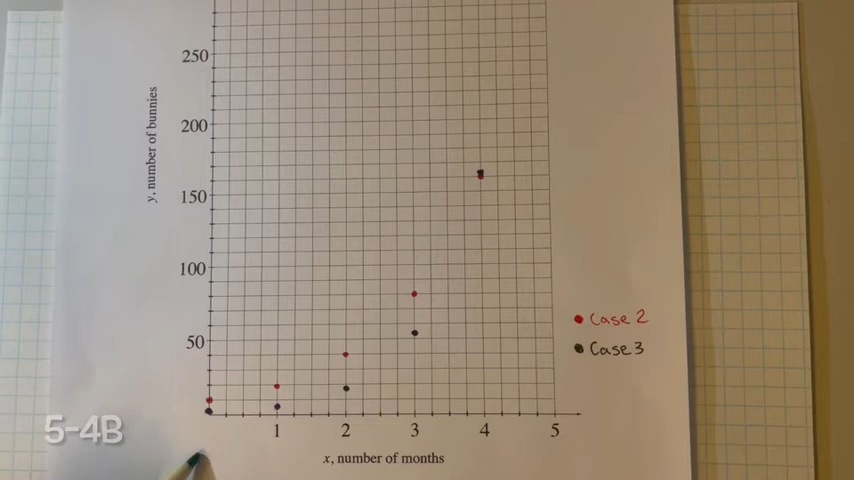 250
200
150
100
50
y, number of bunnies
Case 2
Case 3
1 2 3 4 5
x, number of months
5-4B